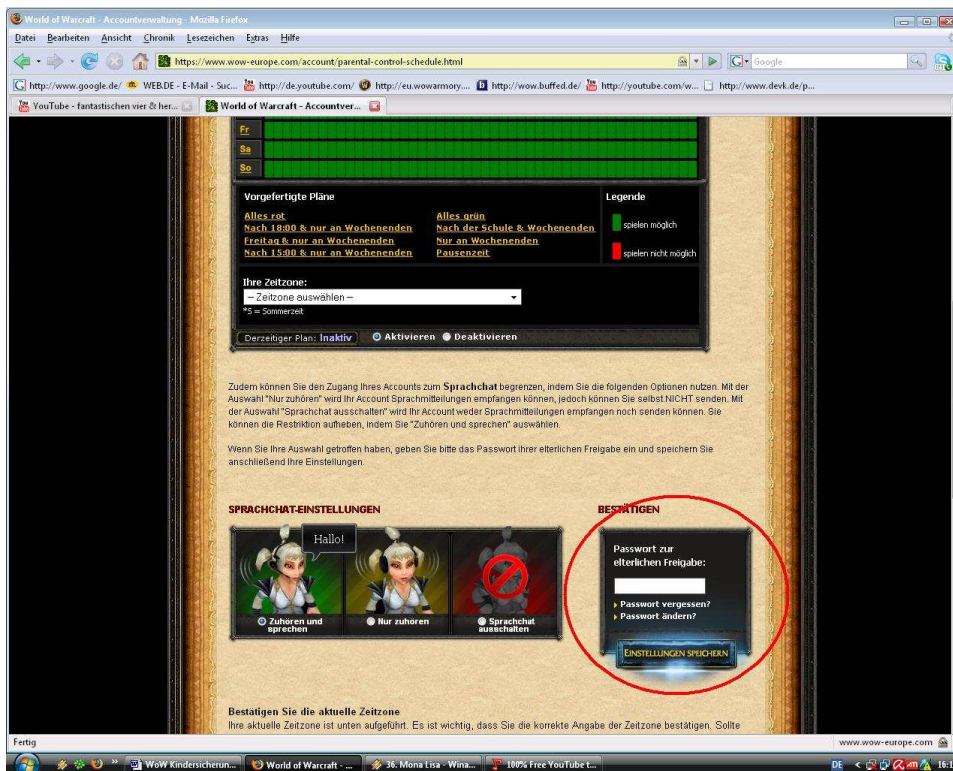 World of Warcraft - Accountverwaltung - Mozilla Firefox
Datei Bearbeiten Ansicht Chronik Lesezeichen Extras Hilfe
https://www.wow-europe.com/account/parental-control-schedule.html
Google
http://www.google.de/ WEB.DE - E-Mail - Suc... http://de.youtube.com/ http://eu.wowarmory.... http://wow.buffed.de/ http://youtube.com/w... http://www.devk.de/p...
YouTube - fantastischen vier & her... World of Warcraft - Accountver...
Fr
Sa
So
Vorgefertigte Pläne
Alles rot
Nach 18:00 & nur an Wochenenden
Freitag & nur an Wochenenden
Nach 15:00 & nur an Wochenenden
Alles grün
Nach der Schule & Wochenenden
Nur an Wochenenden
Pausenzeit
Legende
spielen möglich
spielen nicht möglich
Ihre Zeitzone:
-- Zeitzone auswählen --
*S = Sommerzeit
Derzeitiger Plan: Inaktiv Aktivieren Deaktivieren
Zudem können Sie den Zugang Ihres Accounts zum Sprachchat begrenzen, indem Sie die folgenden Optionen nutzen. Mit der
Auswahl "Nur zuhören" wird Ihr Account Sprachmitteilungen empfangen können, jedoch können Sie selbst NICHT senden. Mit
der Auswahl "Sprachchat ausschalten" wird Ihr Account weder Sprachmitteilungen empfangen noch senden können. Sie
können die Restriktion aufheben, indem Sie "Zuhören und sprechen" auswählen.
Wenn Sie Ihre Auswahl getroffen haben, geben Sie bitte das Passwort ihrer elterlichen Freigabe ein und speichern Sie
anschließend Ihre Einstellungen.
SPRACHCHAT-EINSTELLUNGEN
Hallo!
Zuhören und
sprechen
Nur zuhören
Sprachchat
ausschalten
BESTÄTIGEN
Passwort zur
elterlichen Freigabe:
Passwort vergessen?
Passwort ändern?
EINSTELLUNGEN SPEICHERN
Bestätigen Sie die aktuelle Zeitzone
Ihre aktuelle Zeitzone ist unten aufgeführt. Es ist wichtig, dass Sie die korrekte Angabe der Zeitzone bestätigen. Sollte
Fertig www.wow-europe.com
WoW Kindersicherun... World of Warcraft - ... 36. Mona Lisa - Wina... 100% Free YouTube t... DE